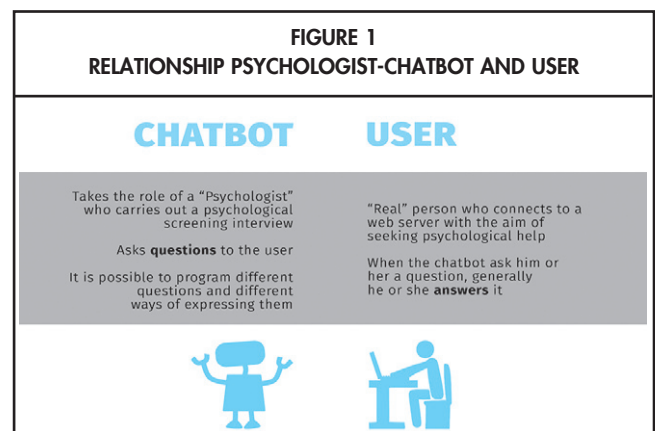 FIGURE 1
RELATIONSHIP PSYCHOLOGIST-CHATBOT AND USER
CHATBOT
Takes the role of a “Psychologist”
who carries out a psychological
screening interview
Asks questions to the user
It is possible to program different
questions and different
ways of expressing them
USER
“Real” person who connects to a
web server with the aim of
seeking psychological help
When the chatbot ask him or
her a question, generally
he or she answers it